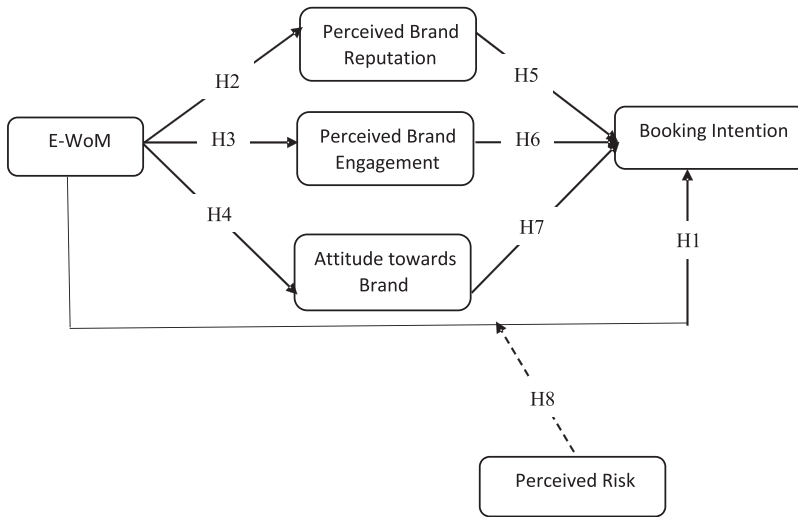 Perceived Brand
Reputation
H2
H5
E-WoM
H3
Perceived Brand
Engagement
H6
Booking Intention
H4
H7
H1
Attitude towards
Brand
H8
Perceived Risk